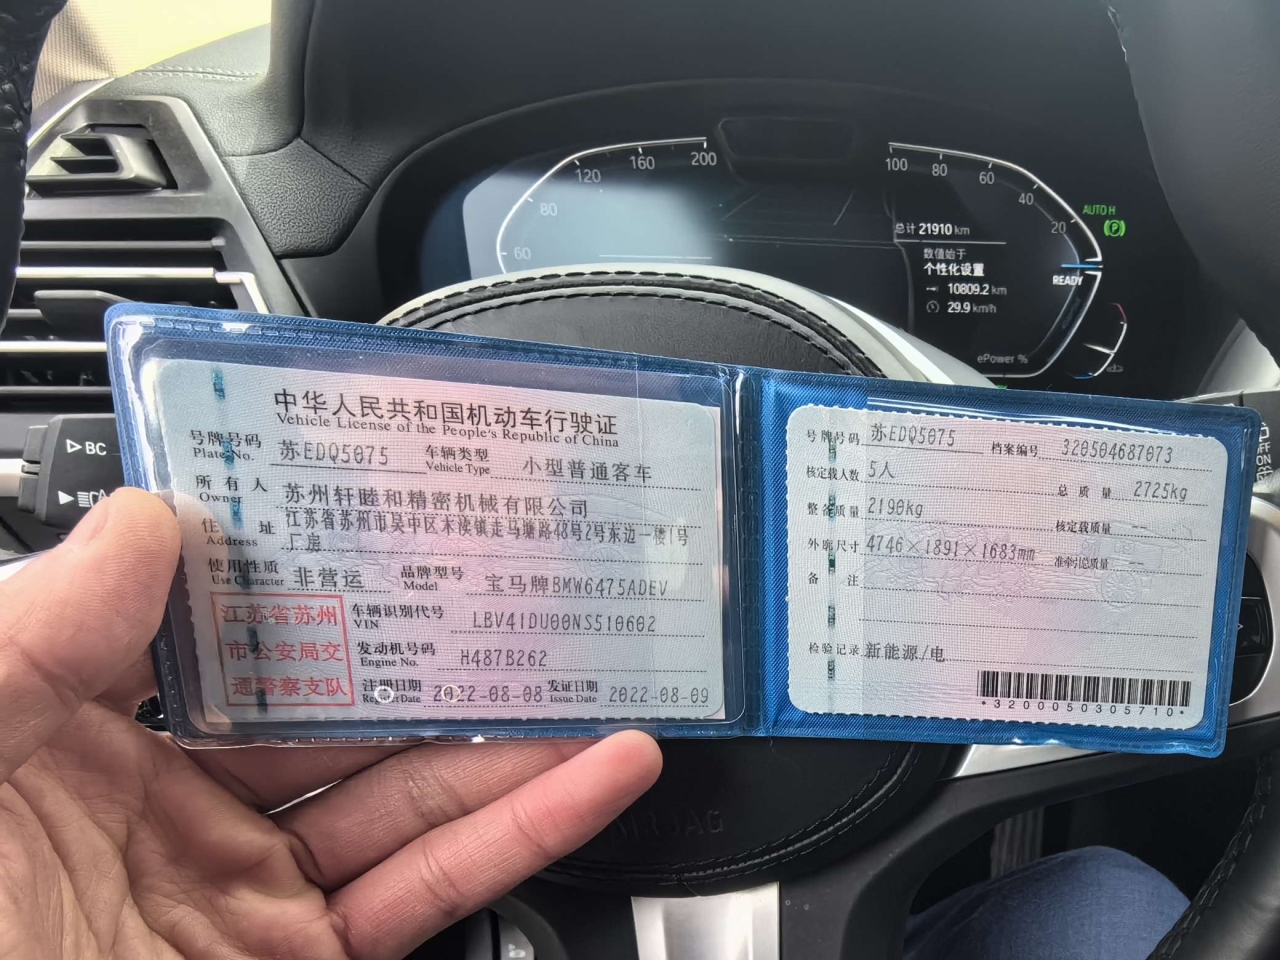 120
160
200
80
60
100
80
60
40
20
AUTO H
(P)
总计 21910 km
数值始于
个性化设置
10809.2 km
29.9 km/h
READY
ePower %
BC
中华人民共和国机动车行驶证
Vehicle License of the People's Republic of China
号牌号码 苏EDQ5075 车辆类型 小型普通客车
Plate No. Vehicle Type
所有人 苏州轩睦和精密机械有限公司
Owner
住址 江苏省苏州市吴中区木渎镇走马塘路48号2号东边一楼1号
Address 厂房
使用性质 非营运 品牌型号 宝马牌BMW6475ADEV
Use Character Model
江苏省苏州
市公安局交
通警察支队
车辆识别代号 LBV41DU00NS510602
VIN
发动机号码 H487B262
Engine No.
注册日期 2022-08-08 发证日期 2022-08-09
Register Date Issue Date
号牌号码 苏EDQ5075 档案编号 320504687073
核定载人数 5人 总质量 2725kg
整备质量 2190kg 核定载质量 --
外廓尺寸 4746×1891×1683mm 准牵引总质量 --
备注
检验记录 新能源/电
*3200050305710*
AIRBAG
ON